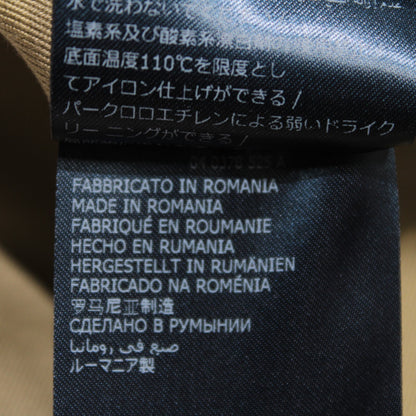 水で洗わないで
塩素系及び酸素系漂白
底面温度110℃を限度とし
てアイロン仕上げができる /
パークロロエチレンによる弱いドライク
リーニングができる /
FABBRICATO IN ROMANIA
MADE IN ROMANIA
FABRIQUÉ EN ROUMANIE
HECHO EN RUMANIA
HERGESTELLT IN RUMÄNIEN
FABRICADO NA ROMÉNIA
罗马尼亚制造
СДЕЛАНО В РУМЫНИИ
صنع في رومانيا
ルーマニア製